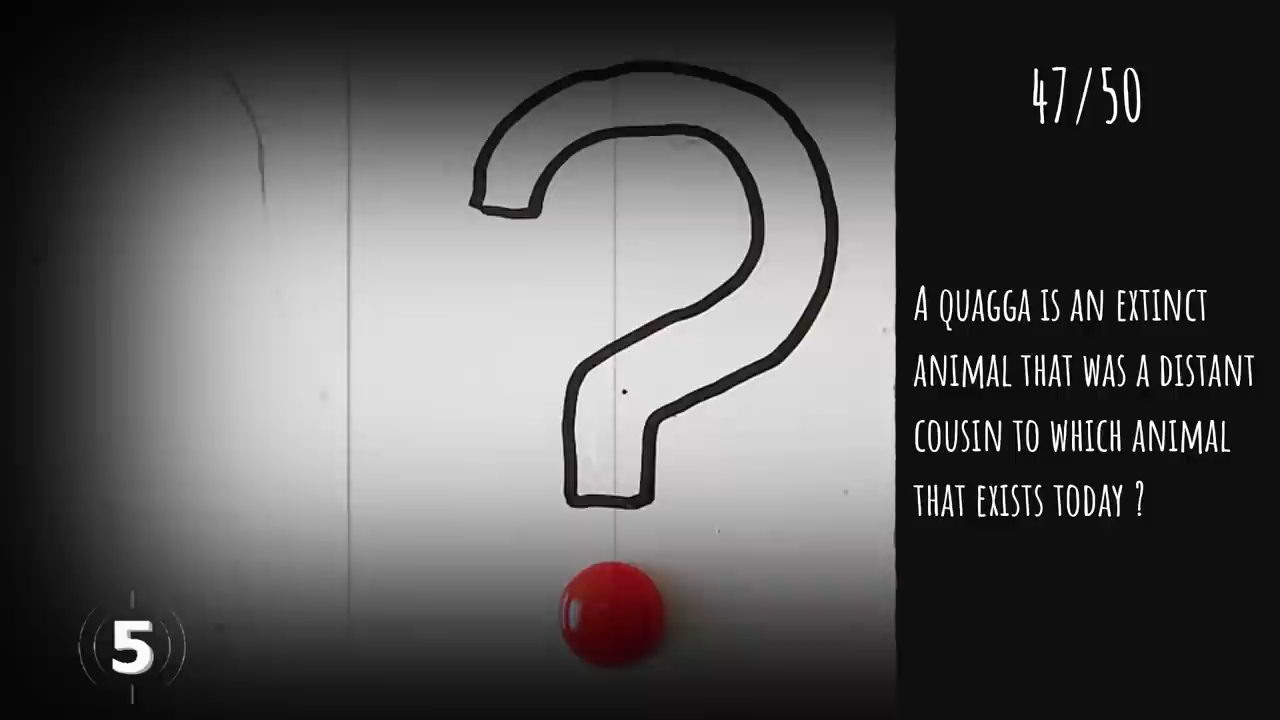 47/50
A QUAGGA IS AN EXTINCT
ANIMAL THAT WAS A DISTANT
COUSIN TO WHICH ANIMAL
THAT EXISTS TODAY ?
5